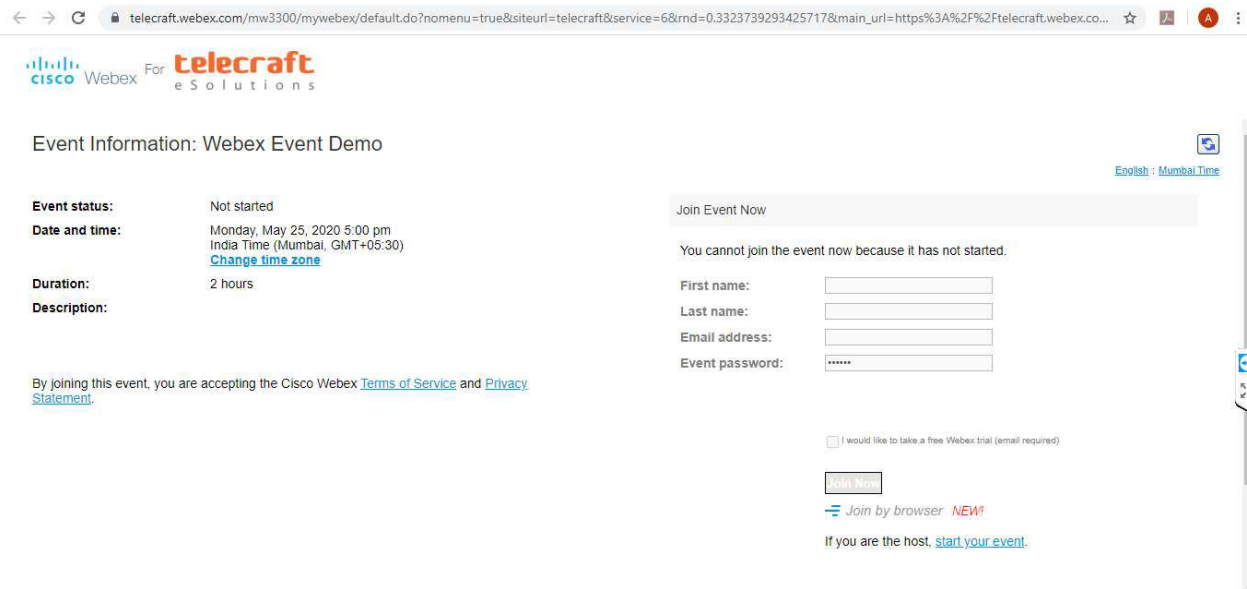 telecraft.webex.com/mw3300/mywebex/default.do?nomenu=true&siteurl=telecraft&service=6&rnd=0.3323739293425717&main_url=https%3A%2F%2Ftelecraft.webex.co...
A
cisco Webex For telecraft
eSolutions
Event Information: Webex Event Demo
English : Mumbai Time
Event status: Not started
Date and time: Monday, May 25, 2020 5:00 pm
India Time (Mumbai, GMT+05:30)
Change time zone
Duration: 2 hours
Description:
By joining this event, you are accepting the Cisco Webex Terms of Service and Privacy
Statement.
Join Event Now
You cannot join the event now because it has not started.
First name:
Last name:
Email address:
Event password: ••••••
I would like to take a free Webex trial (email required)
Join Now
Join by browser NEW!
If you are the host, start your event.